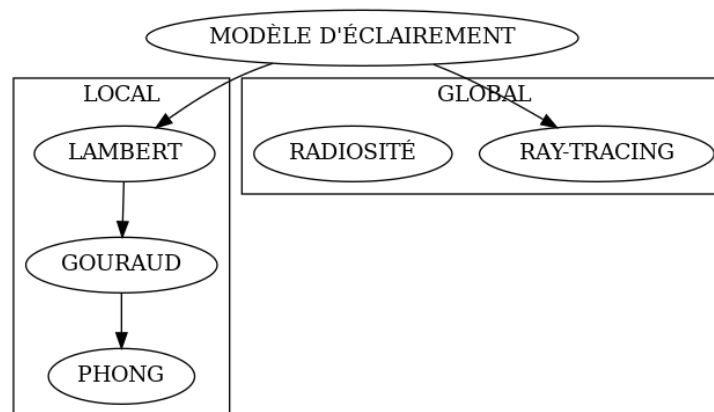 MODÈLE D'ÉCLAIREMENT
LOCAL
GLOBAL
LAMBERT
RADIOSITÉ
RAY-TRACING
GOURAUD
PHONG